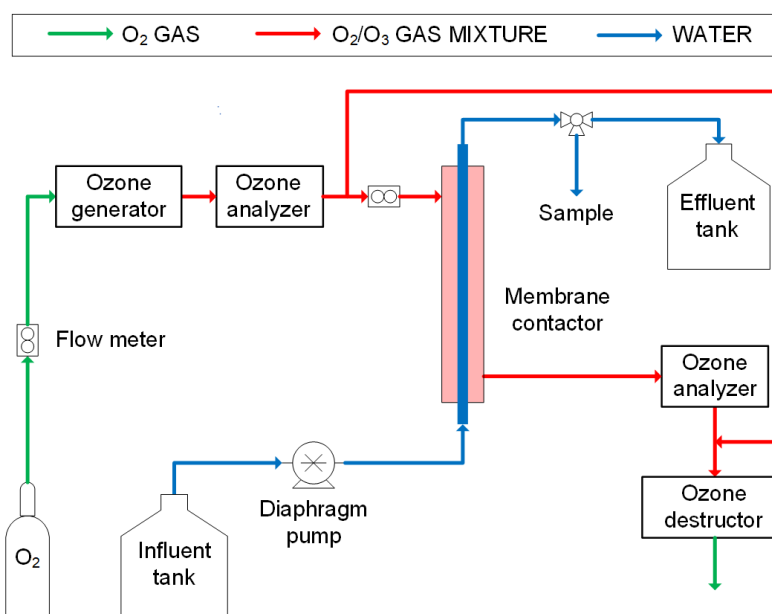 O₂ GAS
O₂/O₃ GAS MIXTURE
WATER
Ozone
generator
Ozone
analyzer
Sample
Effluent
tank
Flow meter
Membrane
contactor
Ozone
analyzer
Diaphragm
pump
Ozone
destructor
O₂
Influent
tank